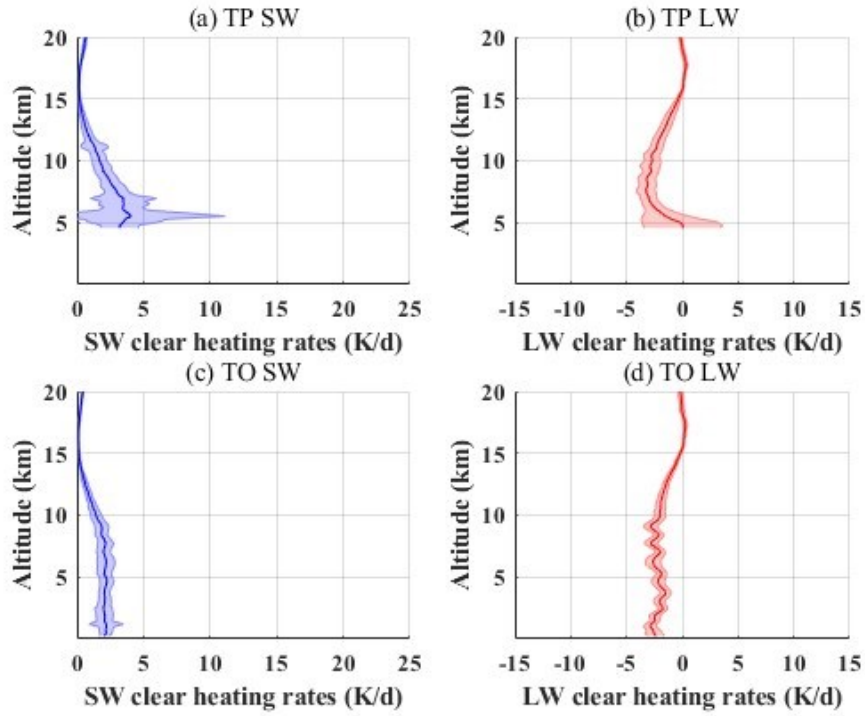 (a) TP SW
(b) TP LW
20
15
10
5
Altitude (km)
0 5 10 15 20 25
SW clear heating rates (K/d)
20
15
10
5
Altitude (km)
-15 -10 -5 0 5 10 15
LW clear heating rates (K/d)
(c) TO SW
(d) TO LW
20
15
10
5
Altitude (km)
0 5 10 15 20 25
SW clear heating rates (K/d)
20
15
10
5
Altitude (km)
-15 -10 -5 0 5 10 15
LW clear heating rates (K/d)